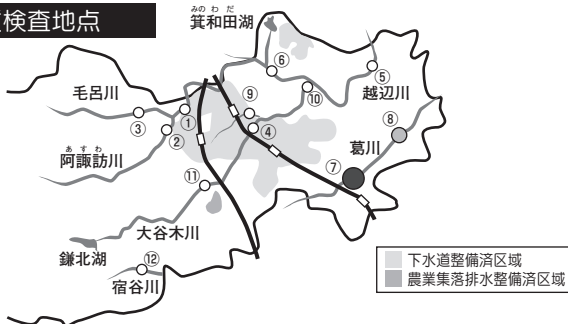 検査地点
みのわだ
箕和田湖
毛呂川
⑥
⑤
越辺川
⑨
⑩
③
①
②
④
⑧
葛川
あすわ
阿諏訪川
⑦
⑪
大谷木川
鎌北湖
⑫
宿谷川
下水道整備済区域
農業集落排水整備済区域